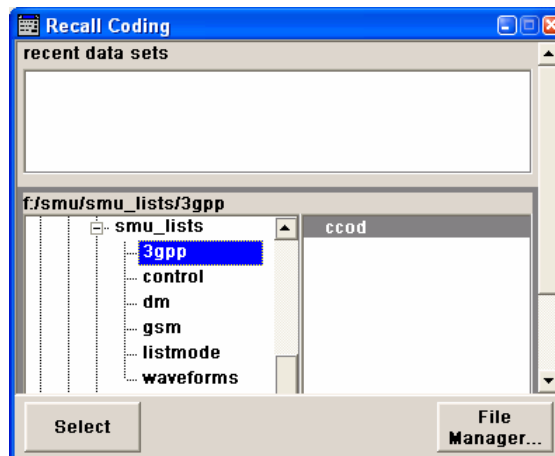 Recall Coding
recent data sets
f:/smu/smu_lists/3gpp
smu_lists
3gpp
control
dm
gsm
listmode
waveforms
ccod
Select
File
Manager...